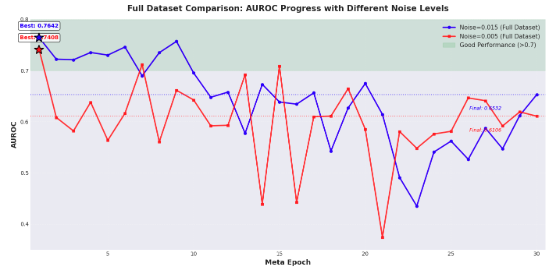 Full Dataset Comparison: AUROC Progress with Different Noise Levels
Best: 0.7642
Best: 0.7408
Noise=0.015 (Full Dataset)
Noise=0.005 (Full Dataset)
Good Performance (>0.7)
0.8
0.7
0.6
0.5
0.4
AUROC
Final: 0.6532
Final: 0.6106
5
10
15
20
25
30
Meta Epoch